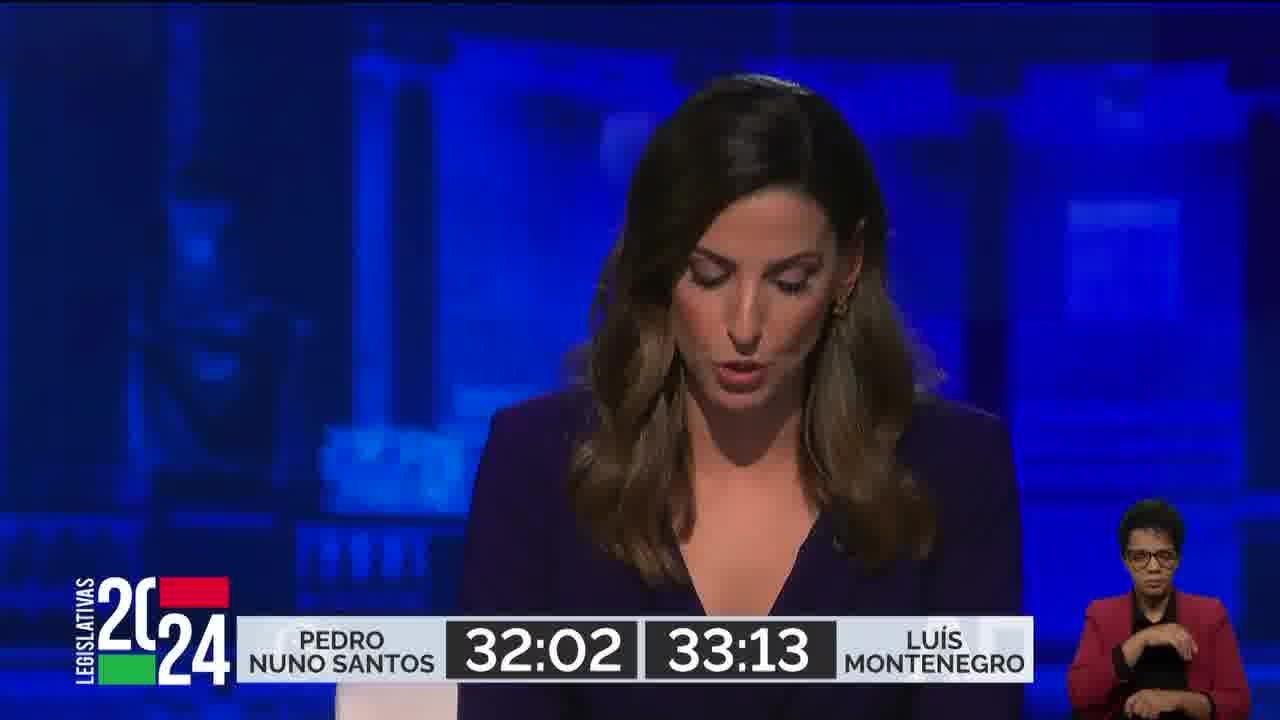 LEGISLATIVAS
2024
PEDRO
NUNO SANTOS
32:02
33:13
LUÍS
MONTENEGRO